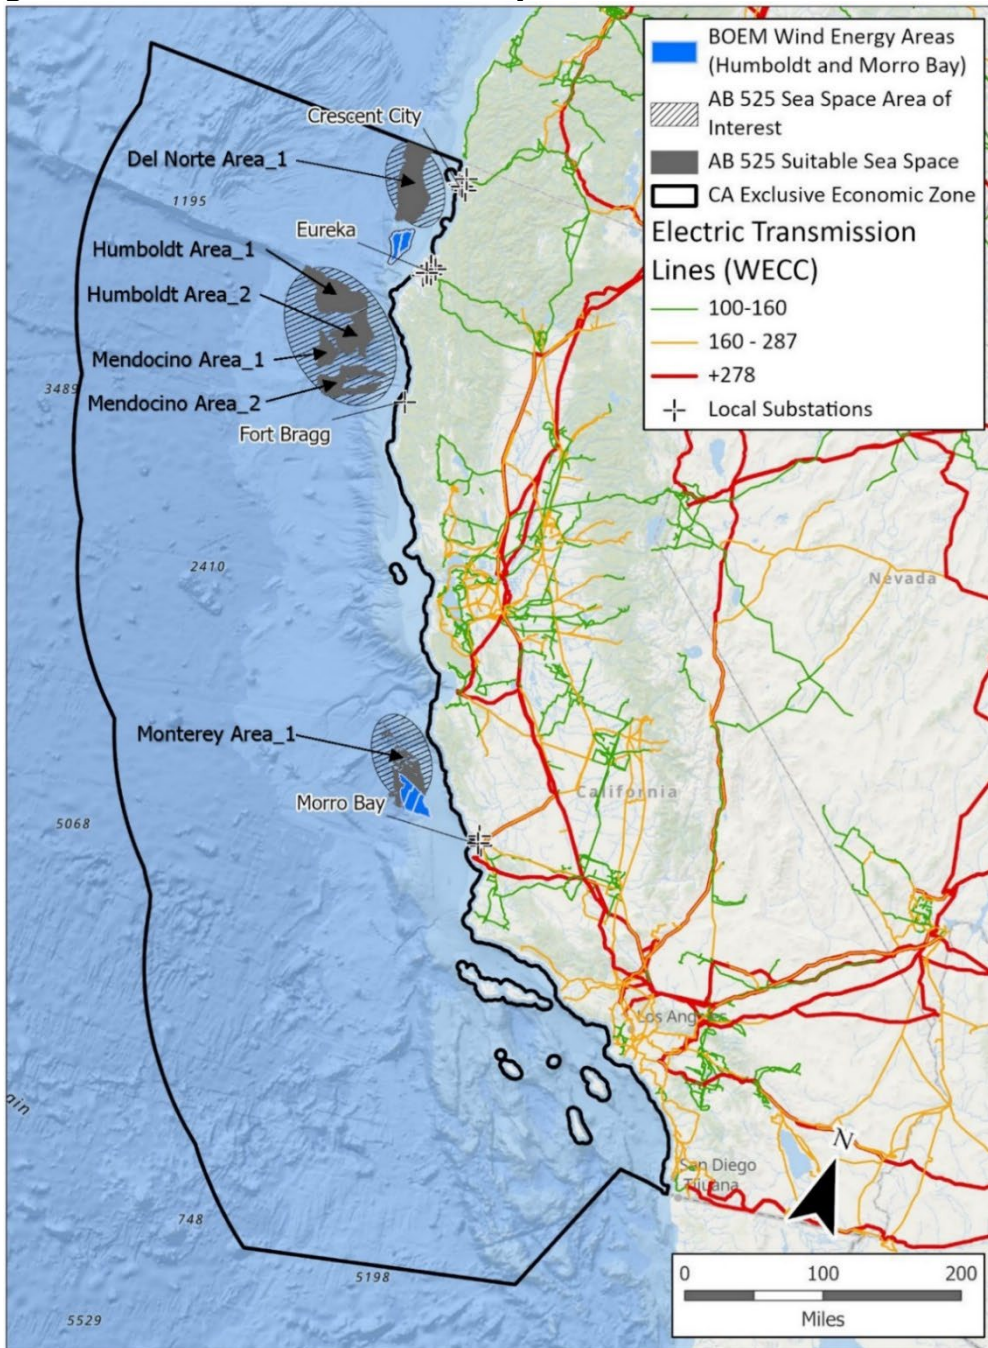 BOEM Wind Energy Areas
(Humboldt and Morro Bay)
AB 525 Sea Space Area of
Interest
AB 525 Suitable Sea Space
CA Exclusive Economic Zone
Electric Transmission
Lines (WECC)
100-160
160 - 287
+278
Local Substations
Crescent City
Del Norte Area_1
1195
Eureka
Humboldt Area_1
Humboldt Area_2
Mendocino Area_1
3489
Mendocino Area_2
Fort Bragg
2410
Nevada
Monterey Area_1
California
Morro Bay
5068
Los Angeles
ain
N
San Diego
Tijuana
748
5198
5529
0 100 200
Miles